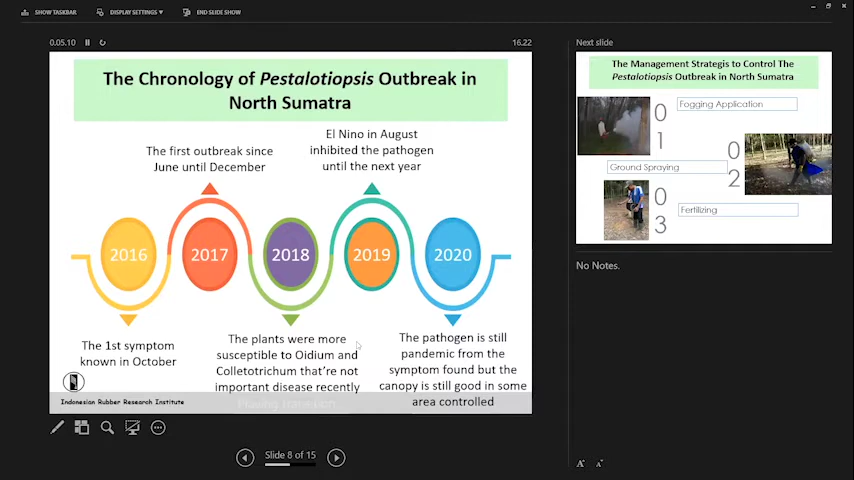 SHOW TASKBAR
DISPLAY SETTINGS ▾
END SLIDE SHOW
0.05.10
16.22
The Chronology of Pestalotiopsis Outbreak in
North Sumatra
The first outbreak since
June until December
El Nino in August
inhibited the pathogen
until the next year
2016
2017
2018
2019
2020
The 1st symptom
known in October
The plants were more
susceptible to Oidium and
Colletotrichum that're not
important disease recently
The pathogen is still
pandemic from the
symptom found but the
canopy is still good in some
area controlled
Indonesian Rubber Research Institute
Slide 8 of 15
Next slide
The Management Strategis to Control The
Pestalotiopsis Outbreak in North Sumatra
0
1
Fogging Application
Ground Spraying
0
2
0
3
Fertilizing
No Notes.
A
A